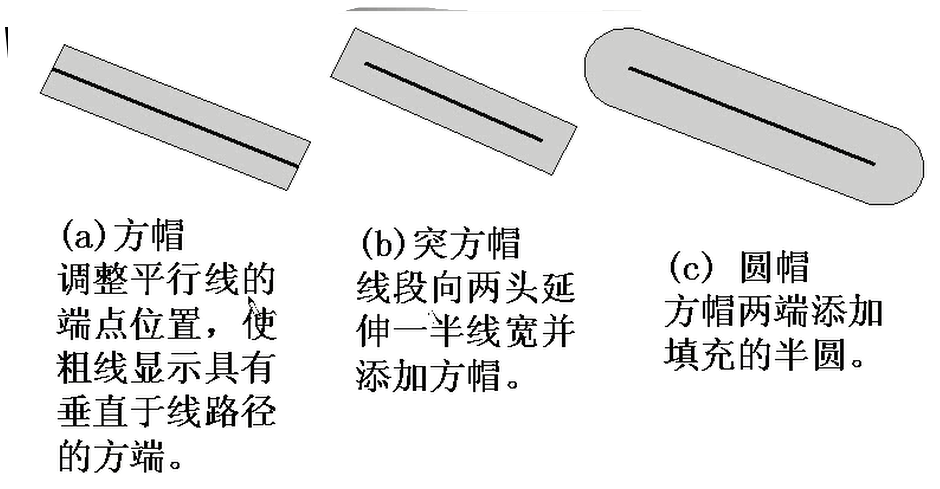 (a)方帽
调整平行线的
端点位置，使
粗线显示具有
垂直于线路径
的方端。
(b)突方帽
线段向两头延
伸一半线宽并
添加方帽。
(c) 圆帽
方帽两端添加
填充的半圆。